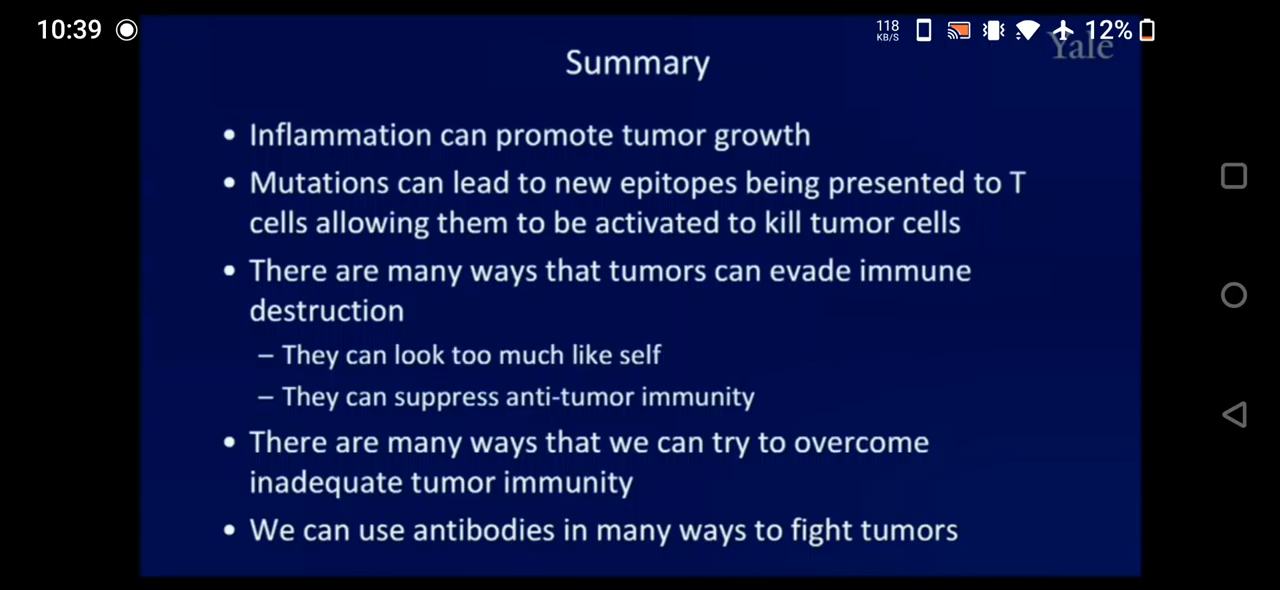 10:39
118
KB/S
12%
Yale
Summary
• Inflammation can promote tumor growth
• Mutations can lead to new epitopes being presented to T
cells allowing them to be activated to kill tumor cells
• There are many ways that tumors can evade immune
destruction
– They can look too much like self
– They can suppress anti-tumor immunity
• There are many ways that we can try to overcome
inadequate tumor immunity
• We can use antibodies in many ways to fight tumors